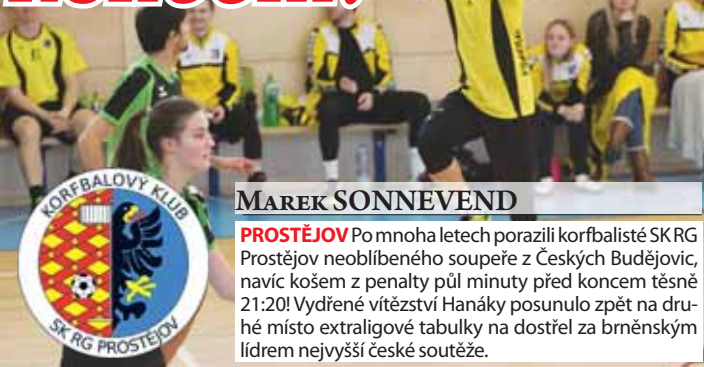 KORFBALOVÝ KLUB
SK RG PROSTĚJOV
MAREK SONNEVEND
PROSTĚJOV Po mnoha letech porazili korfbalisté SK RG
Prostějov neoblíbeného soupeře z Českých Budějovic,
navíc košem z penalty půl minuty před koncem těsně
21:20! Vydřené vítězství Hanáky posunulo zpět na dru-
hé místo extraligové tabulky na dostřel za brněnským
lídrem nejvyšší české soutěže.